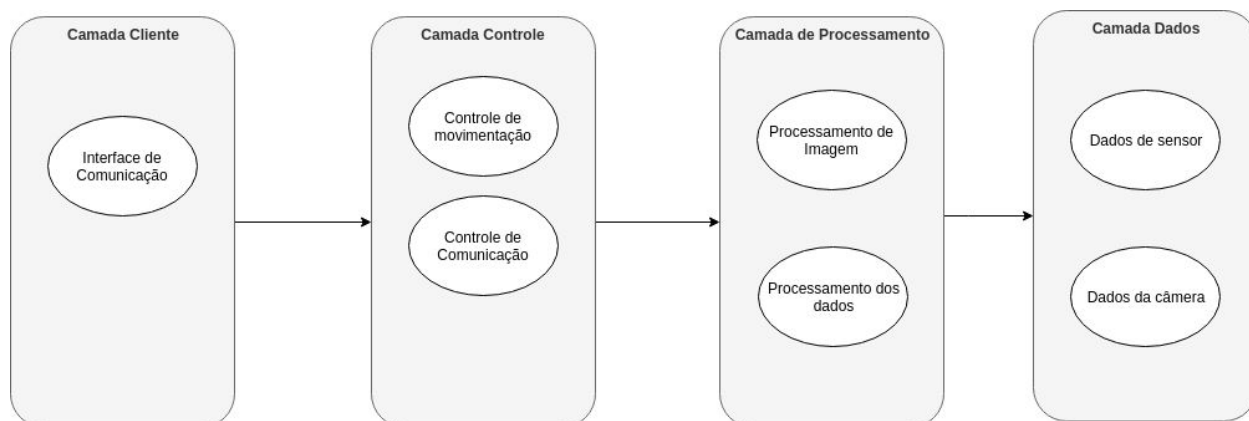 Camada Cliente
Interface de
Comunicação
Camada Controle
Controle de
movimentação
Controle de
Comunicação
Camada de Processamento
Processamento de
Imagem
Processamento dos
dados
Camada Dados
Dados de sensor
Dados da câmera